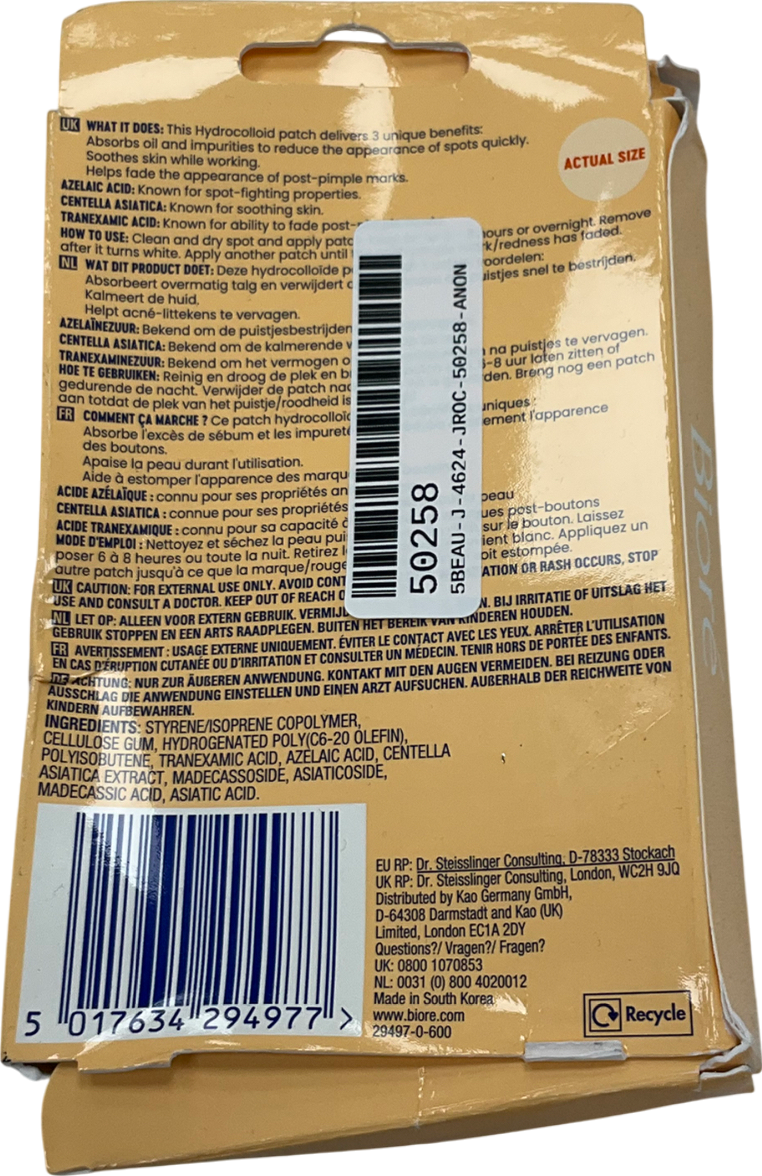 UK WHAT IT DOES: This Hydrocolloid patch delivers 3 unique benefits:
Absorbs oil and impurities to reduce the appearance of spots quickly.
Soothes skin while working.
Helps fade the appearance of post-pimple marks.
AZELAIC ACID: Known for spot-fighting properties.
CENTELLA ASIATICA: Known for soothing skin.
TRANEXAMIC ACID: Known for ability to fade post-
HOW TO USE: Clean and dry spot and apply hours or overnight. Remove
after it turns white. Apply another patch until /redness has faded.
NL WAT DIT PRODUCT DOET: Deze hydrocolloïde voordelen:
Absorbeert overmatig talg en verwijdert puistjes snel te bestrijden.
Kalmeert de huid.
Helpt acné-littekens te vervagen.
AZELAÏNEZUUR: Bekend om de puistjesbestrijden
CENTELLA ASIATICA: Bekend om de kalmerende
TRANEXAMINEZUUR: Bekend om het vermogen na puistjes te vervagen.
HOE TE GEBRUIKEN: Reinig en droog de plek en 6-8 uur laten zitten of
gedurende de nacht. Verwijder de patch Breng nog een patch
aan totdat de plek van het puistje/roodheid
FR COMMENT ÇA MARCHE ? Ce patch uniques :
Absorbe l'excès de sébum et les l'apparence
des boutons.
Apaise la peau durant l'utilisation.
Aide à estomper l'apparence des
ACIDE AZÉLAÏQUE : connu pour ses propriétés peau
CENTELLA ASIATICA : connue pour ses propriétés
ACIDE TRANEXAMIQUE : connu pour sa capacité post-boutons
MODE D'EMPLOI : Nettoyez et séchez la peau sur le bouton. Laissez
poser 6 à 8 heures ou toute la nuit. Retirez blanc. Appliquez un
autre patch jusqu'à ce que la marque/ estompée.
UK CAUTION: FOR EXTERNAL USE ONLY. AVOID OR RASH OCCURS, STOP
USE AND CONSULT A DOCTOR. KEEP OUT OF REACH
NL LET OP: ALLEEN VOOR EXTERN GEBRUIK. BIJ IRRITATIE OF UITSLAG HET
GEBRUIK STOPPEN EN EEN ARTS RAADPLEGEN. BUITEN HET BEREIK VAN KINDEREN HOUDEN.
FR AVERTISSEMENT : USAGE EXTERNE UNIQUEMENT. ÉVITER LE CONTACT AVEC LES YEUX. ARRÊTER L'UTILISATION
EN CAS D'ÉRUPTION CUTANÉE OU D'IRRITATION ET CONSULTER UN MÉDECIN. TENIR HORS DE PORTÉE DES ENFANTS.
DE ACHTUNG: NUR ZUR ÄUßEREN ANWENDUNG. KONTAKT MIT DEN AUGEN VERMEIDEN. BEI REIZUNG ODER
AUSSCHLAG DIE ANWENDUNG EINSTELLEN UND EINEN ARZT AUFSUCHEN. AUßERHALB DER REICHWEITE VON
KINDERN AUFBEWAHREN.
INGREDIENTS: STYRENE/ISOPRENE COPOLYMER,
CELLULOSE GUM, HYDROGENATED POLY(C6-20 OLEFIN),
POLYISOBUTENE, TRANEXAMIC ACID, AZELAIC ACID, CENTELLA
ASIATICA EXTRACT, MADECASSOSIDE, ASIATICOSIDE,
MADECASSIC ACID, ASIATIC ACID.
ACTUAL SIZE
50258
5BEAU-J-4624-JROC-50258-ANON
Bioré
5 017634 294977 >
EU RP: Dr. Steisslinger Consulting, D-78333 Stockach
UK RP: Dr. Steisslinger Consulting, London, WC2H 9JQ
Distributed by Kao Germany GmbH,
D-64308 Darmstadt and Kao (UK)
Limited, London EC1A 2DY
Questions?/ Vragen?/ Fragen?
UK: 0800 1070853
NL: 0031 (0) 800 4020012
Made in South Korea
www.biore.com
29497-0-600
Recycle